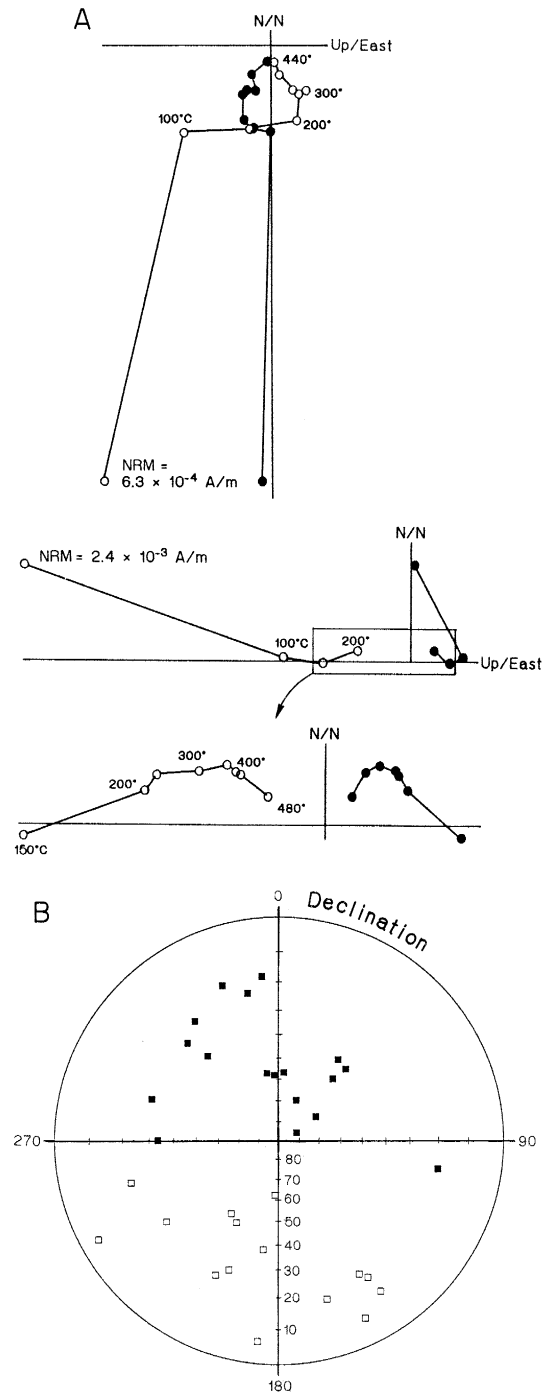 A
N/N
Up/East
440°
300°
100°C
200°
NRM =
6.3 × 10⁻⁴ A/m
N/N
NRM = 2.4 × 10⁻³ A/m
100°C
200°
Up/East
N/N
300°
400°
200°
480°
150°C
B
0
Declination
270
90
80
70
60
50
40
30
20
10
180